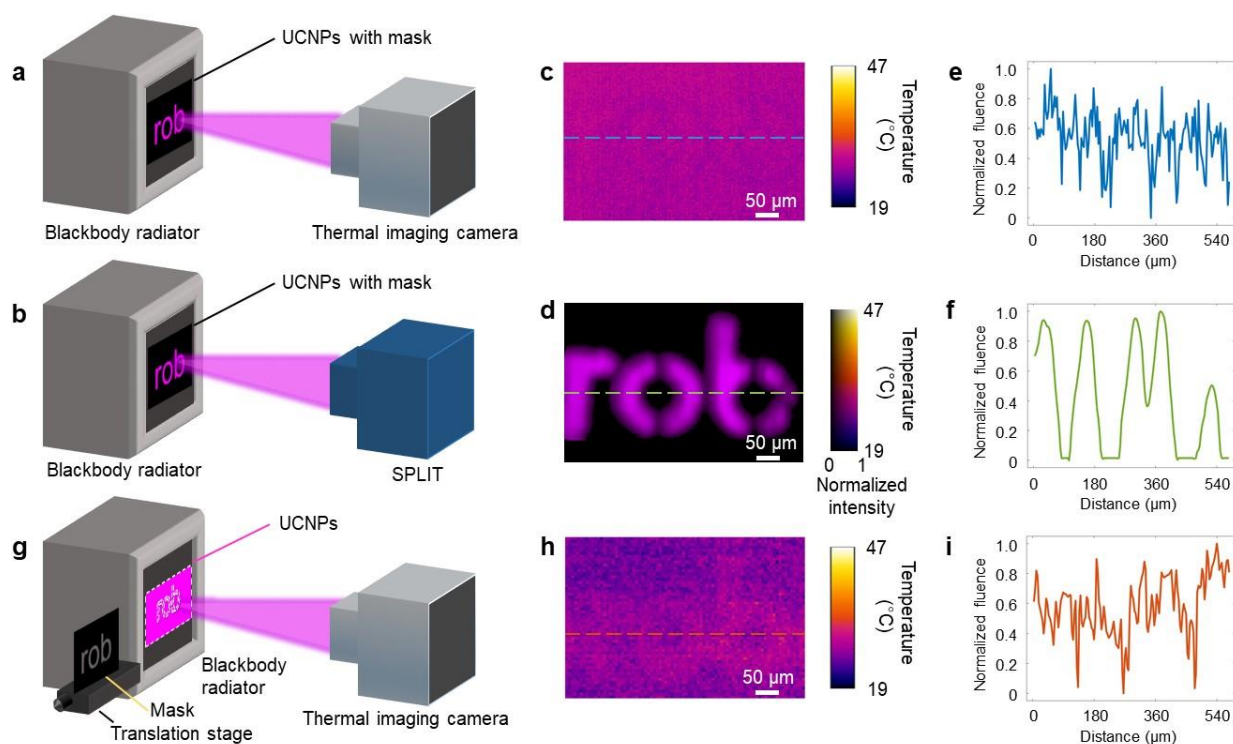 a
UCNPs with mask
rob
Blackbody radiator
Thermal imaging camera
c
50 µm
47
19
Temperature
(°C)
e
Normalized fluence
1.0
0.8
0.6
0.4
0.2
0
0
180
360
540
Distance (µm)
b
UCNPs with mask
rob
Blackbody radiator
SPLIT
d
rob
50 µm
47
19
Temperature
(°C)
0 1
Normalized
intensity
f
Normalized fluence
1.0
0.8
0.6
0.4
0.2
0
0
180
360
540
Distance (µm)
g
UCNPs
rob
rob
Blackbody
radiator
Mask
Translation stage
Thermal imaging camera
h
50 µm
47
19
Temperature
(°C)
i
Normalized fluence
1.0
0.8
0.6
0.4
0.2
0
0
180
360
540
Distance (µm)